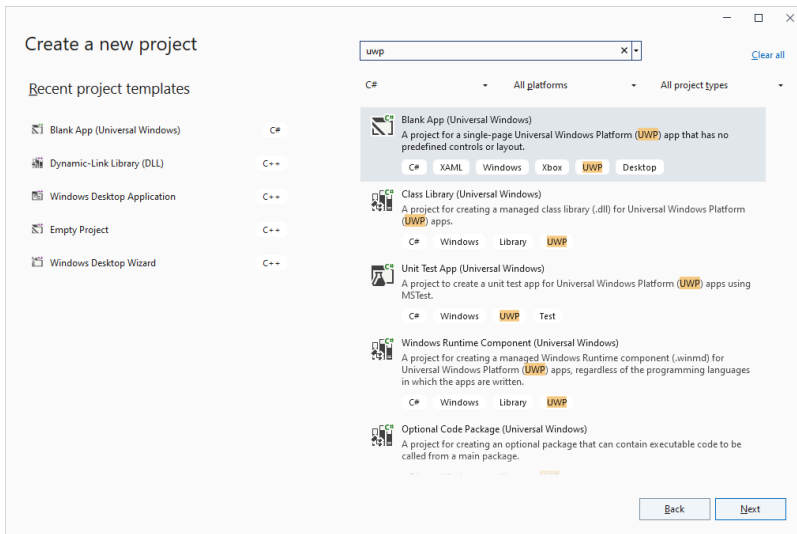 Create a new project
uwp
Clear all
Recent project templates
C#
All platforms
All project types
Blank App (Universal Windows)
C#
Dynamic-Link Library (DLL)
C++
Windows Desktop Application
C++
Empty Project
C++
Windows Desktop Wizard
C++
C#
Blank App (Universal Windows)
A project for a single-page Universal Windows Platform (UWP) app that has no
predefined controls or layout.
C# XAML Windows Xbox UWP Desktop
C#
Class Library (Universal Windows)
A project for creating a managed class library (.dll) for Universal Windows Platform
(UWP) apps.
C# Windows Library UWP
C#
Unit Test App (Universal Windows)
A project to create a unit test app for Universal Windows Platform (UWP) apps using
MSTest.
C# Windows UWP Test
C#
Windows Runtime Component (Universal Windows)
A project for creating a managed Windows Runtime component (.winmd) for
Universal Windows Platform (UWP) apps, regardless of the programming languages
in which the apps are written.
C# Windows Library UWP
C#
Optional Code Package (Universal Windows)
A project for creating an optional package that can contain executable code to be
called from a main package.
Back
Next